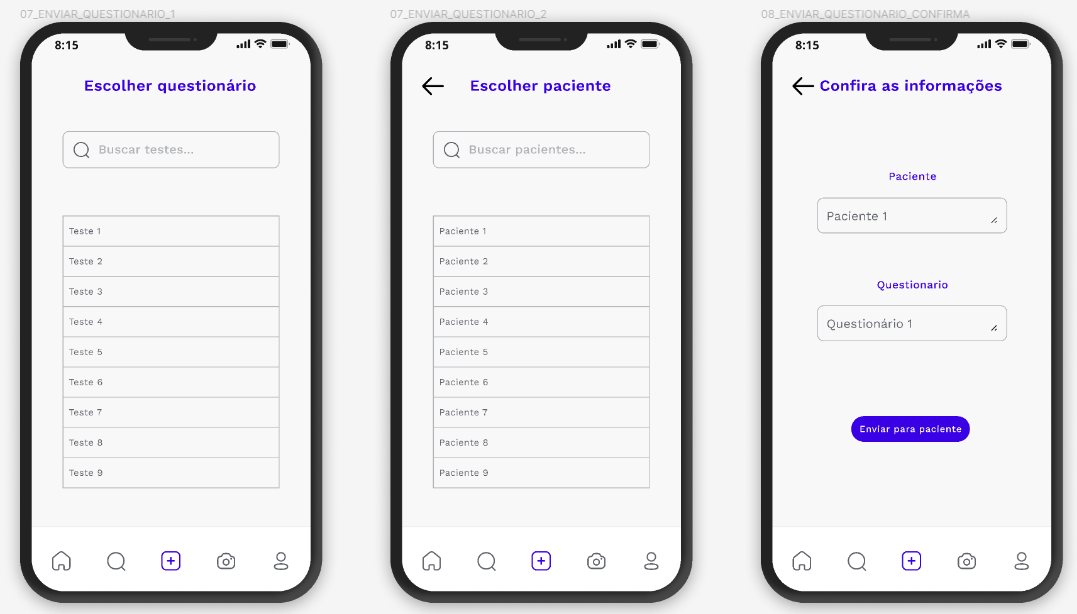 07_ENVIAR_QUESTIONARIO_1
8:15
Escolher questionário
Buscar testes...
Teste 1
Teste 2
Teste 3
Teste 4
Teste 5
Teste 6
Teste 7
Teste 8
Teste 9
07_ENVIAR_QUESTIONARIO_2
8:15
Escolher paciente
Buscar pacientes...
Paciente 1
Paciente 2
Paciente 3
Paciente 4
Paciente 5
Paciente 6
Paciente 7
Paciente 8
Paciente 9
08_ENVIAR_QUESTIONARIO_CONFIRMA
8:15
Confira as informações
Paciente
Paciente 1
Questionario
Questionário 1
Enviar para paciente